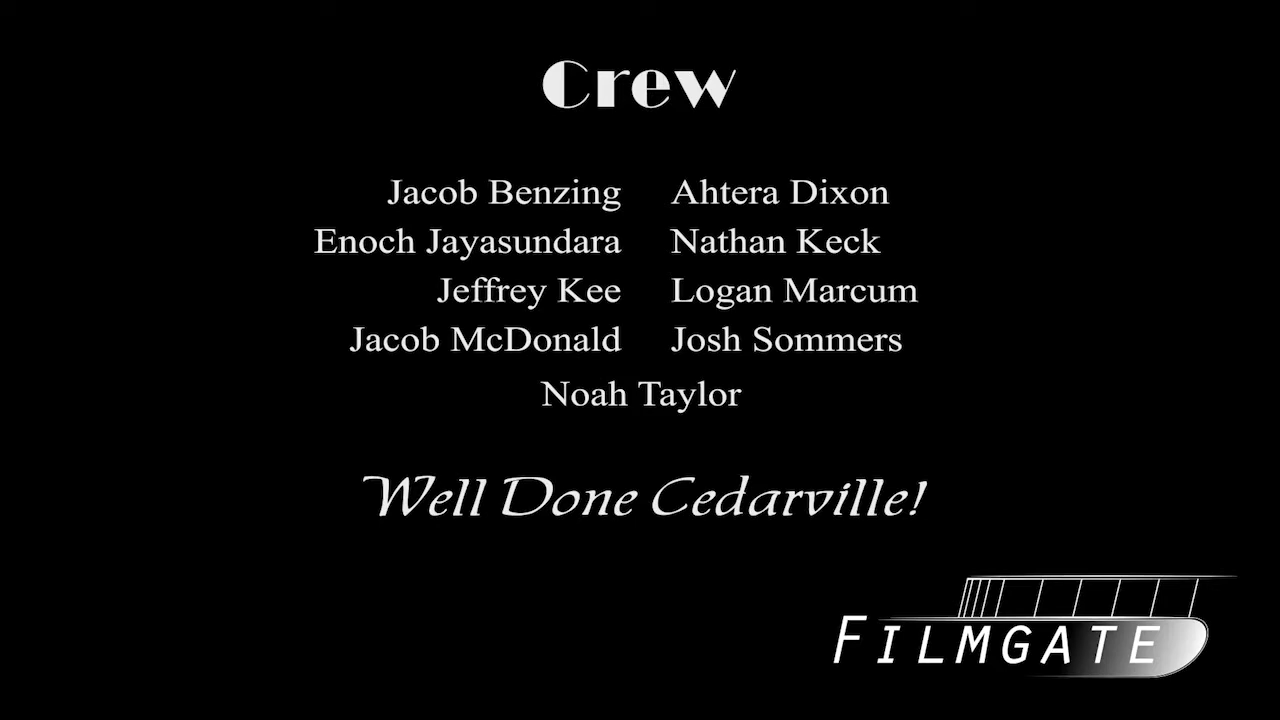 Crew
Jacob Benzing Ahtera Dixon
Enoch Jayasundara Nathan Keck
Jeffrey Kee Logan Marcum
Jacob McDonald Josh Sommers
Noah Taylor
Well Done Cedarville!
FILMGATE